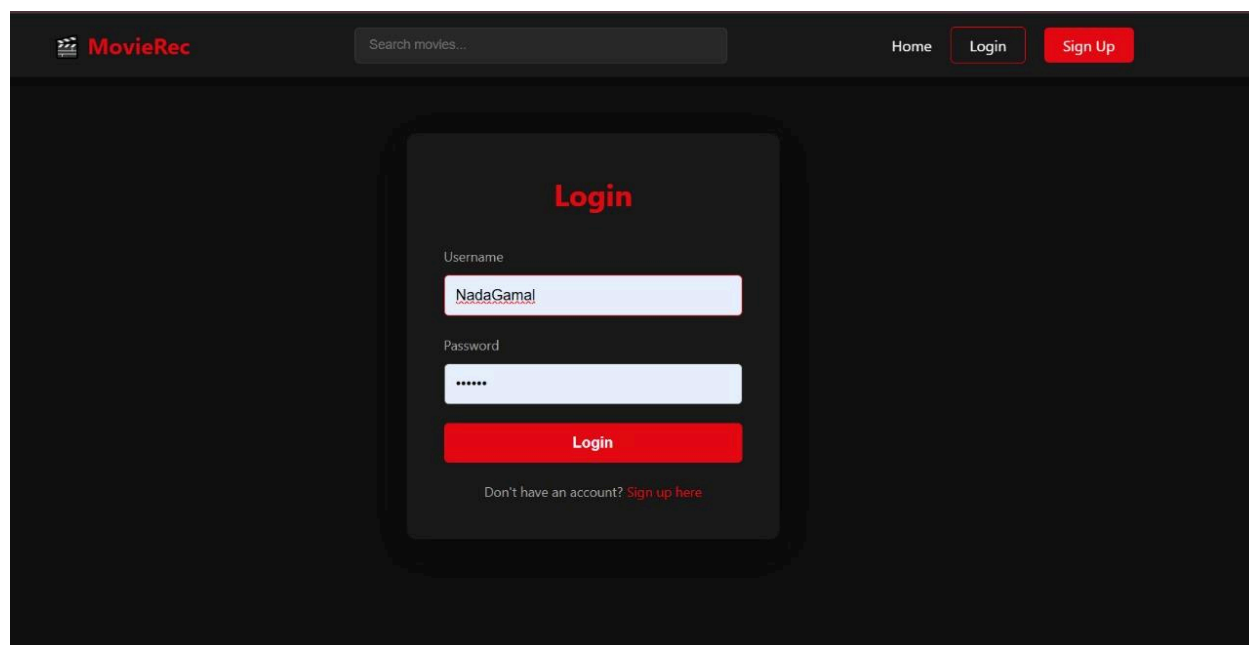 MovieRec
Search movies...
Home
Login
Sign Up
Login
Username
NadaGamal
Password
••••••
Login
Don't have an account? Sign up here